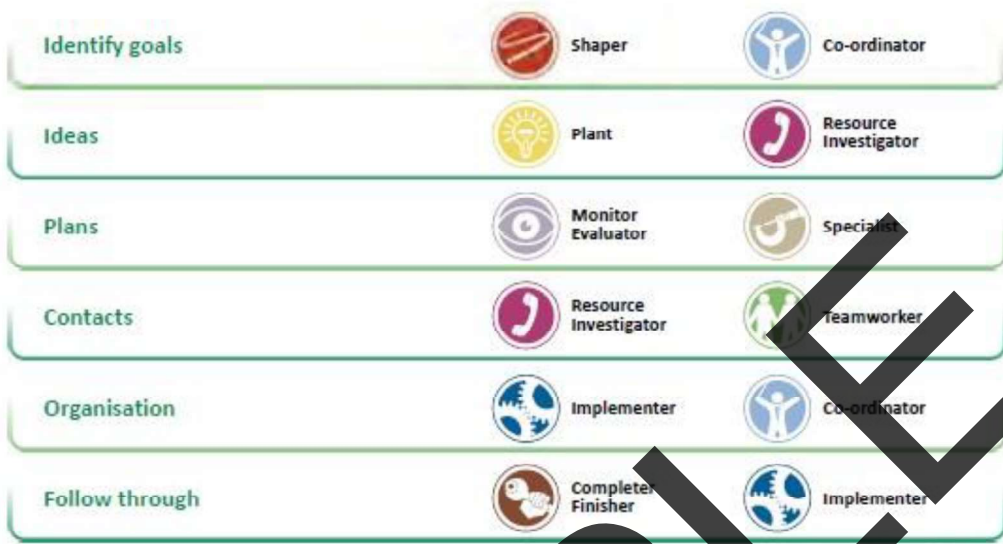 Identify goals
Shaper
Co-ordinator
Ideas
Plant
Resource
Investigator
Plans
Monitor
Evaluator
Specialist
Contacts
Resource
Investigator
Teamworker
Organisation
Implementer
Co-ordinator
Follow through
Completer
Finisher
Implementer